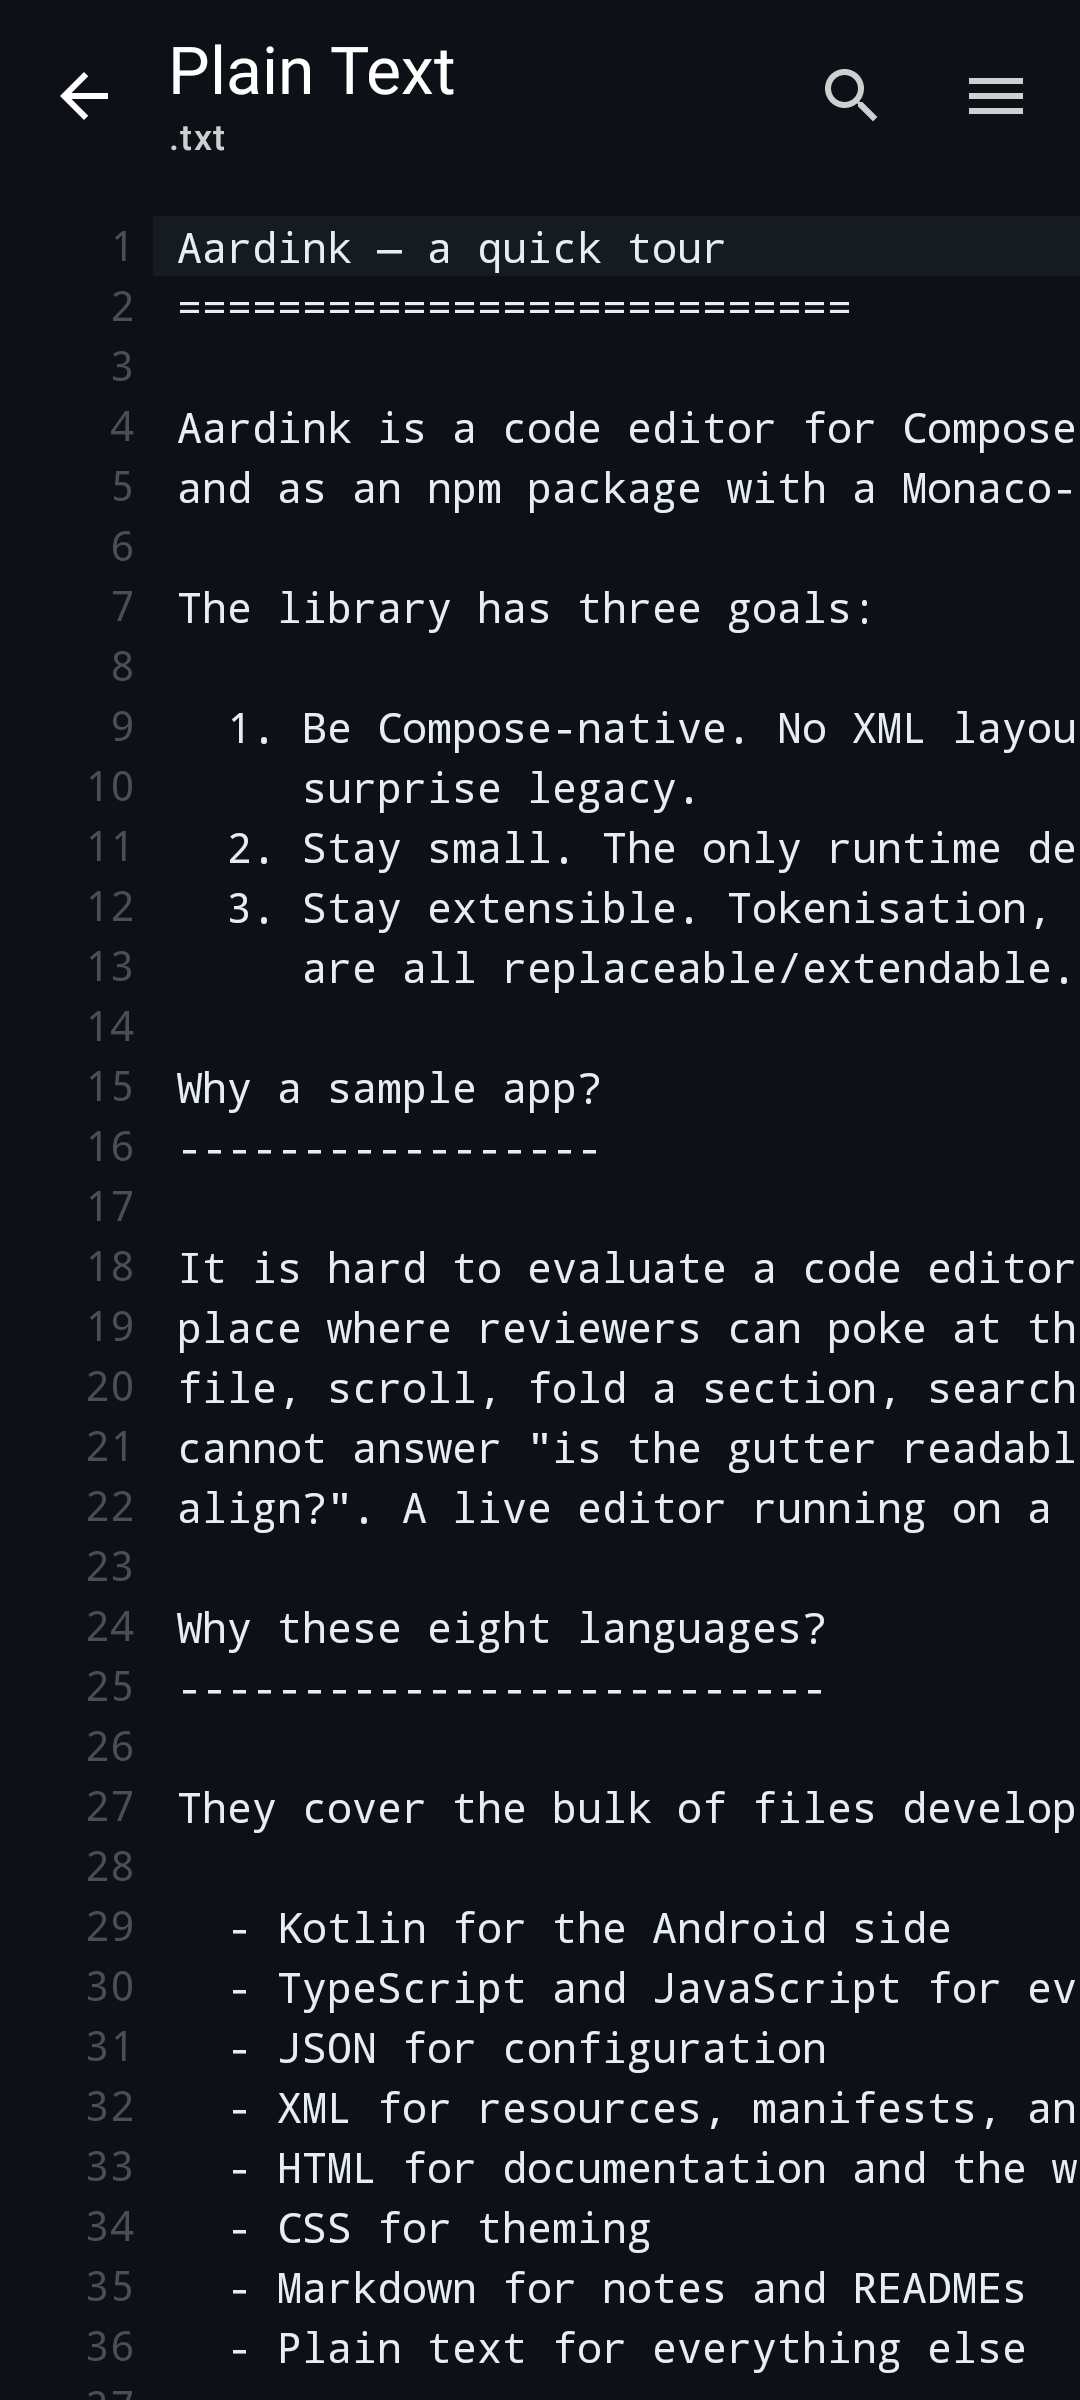 Plain Text
.txt
1 Aardink — a quick tour
2 ===========================
3
4 Aardink is a code editor for Compose
5 and as an npm package with a Monaco-
6
7 The library has three goals:
8
9   1. Be Compose-native. No XML layou
10      surprise legacy.
11   2. Stay small. The only runtime de
12   3. Stay extensible. Tokenisation,
13      are all replaceable/extendable.
14
15 Why a sample app?
16 -----------------
17
18 It is hard to evaluate a code editor
19 place where reviewers can poke at th
20 file, scroll, fold a section, search
21 cannot answer "is the gutter readabl
22 align?". A live editor running on a
23
24 Why these eight languages?
25 --------------------------
26
27 They cover the bulk of files develop
28
29   - Kotlin for the Android side
30   - TypeScript and JavaScript for ev
31   - JSON for configuration
32   - XML for resources, manifests, an
33   - HTML for documentation and the w
34   - CSS for theming
35   - Markdown for notes and READMEs
36   - Plain text for everything else
37